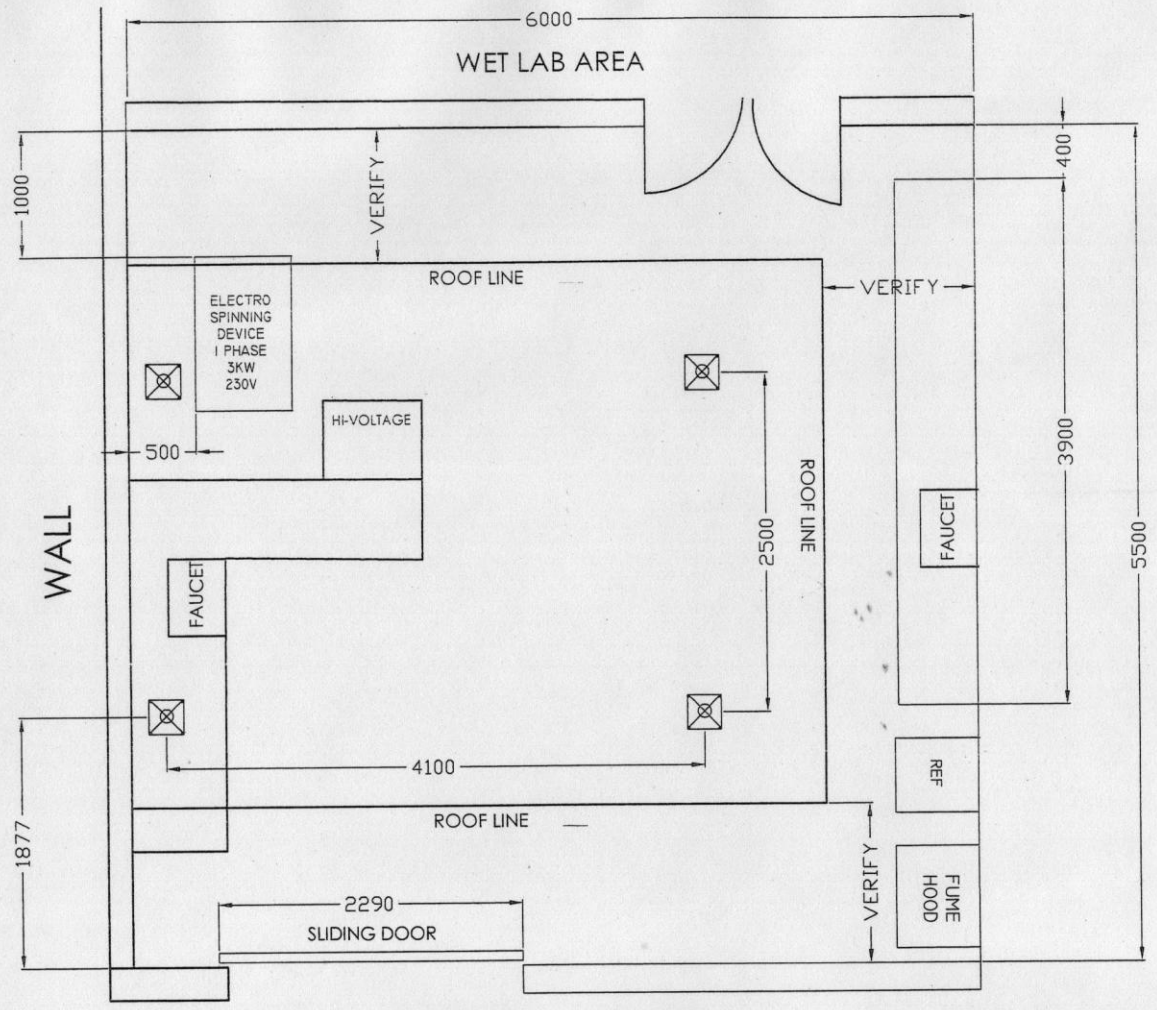 6000
WET LAB AREA
400
1000
VERIFY
ROOF LINE
VERIFY
ELECTRO
SPINNING
DEVICE
1 PHASE
3KW
230V
HI-VOLTAGE
500
3900
WALL
ROOF LINE
2500
FAUCET
5500
FAUCET
4100
REF
ROOF LINE
1877
VERIFY
FUME
HOOD
2290
SLIDING DOOR